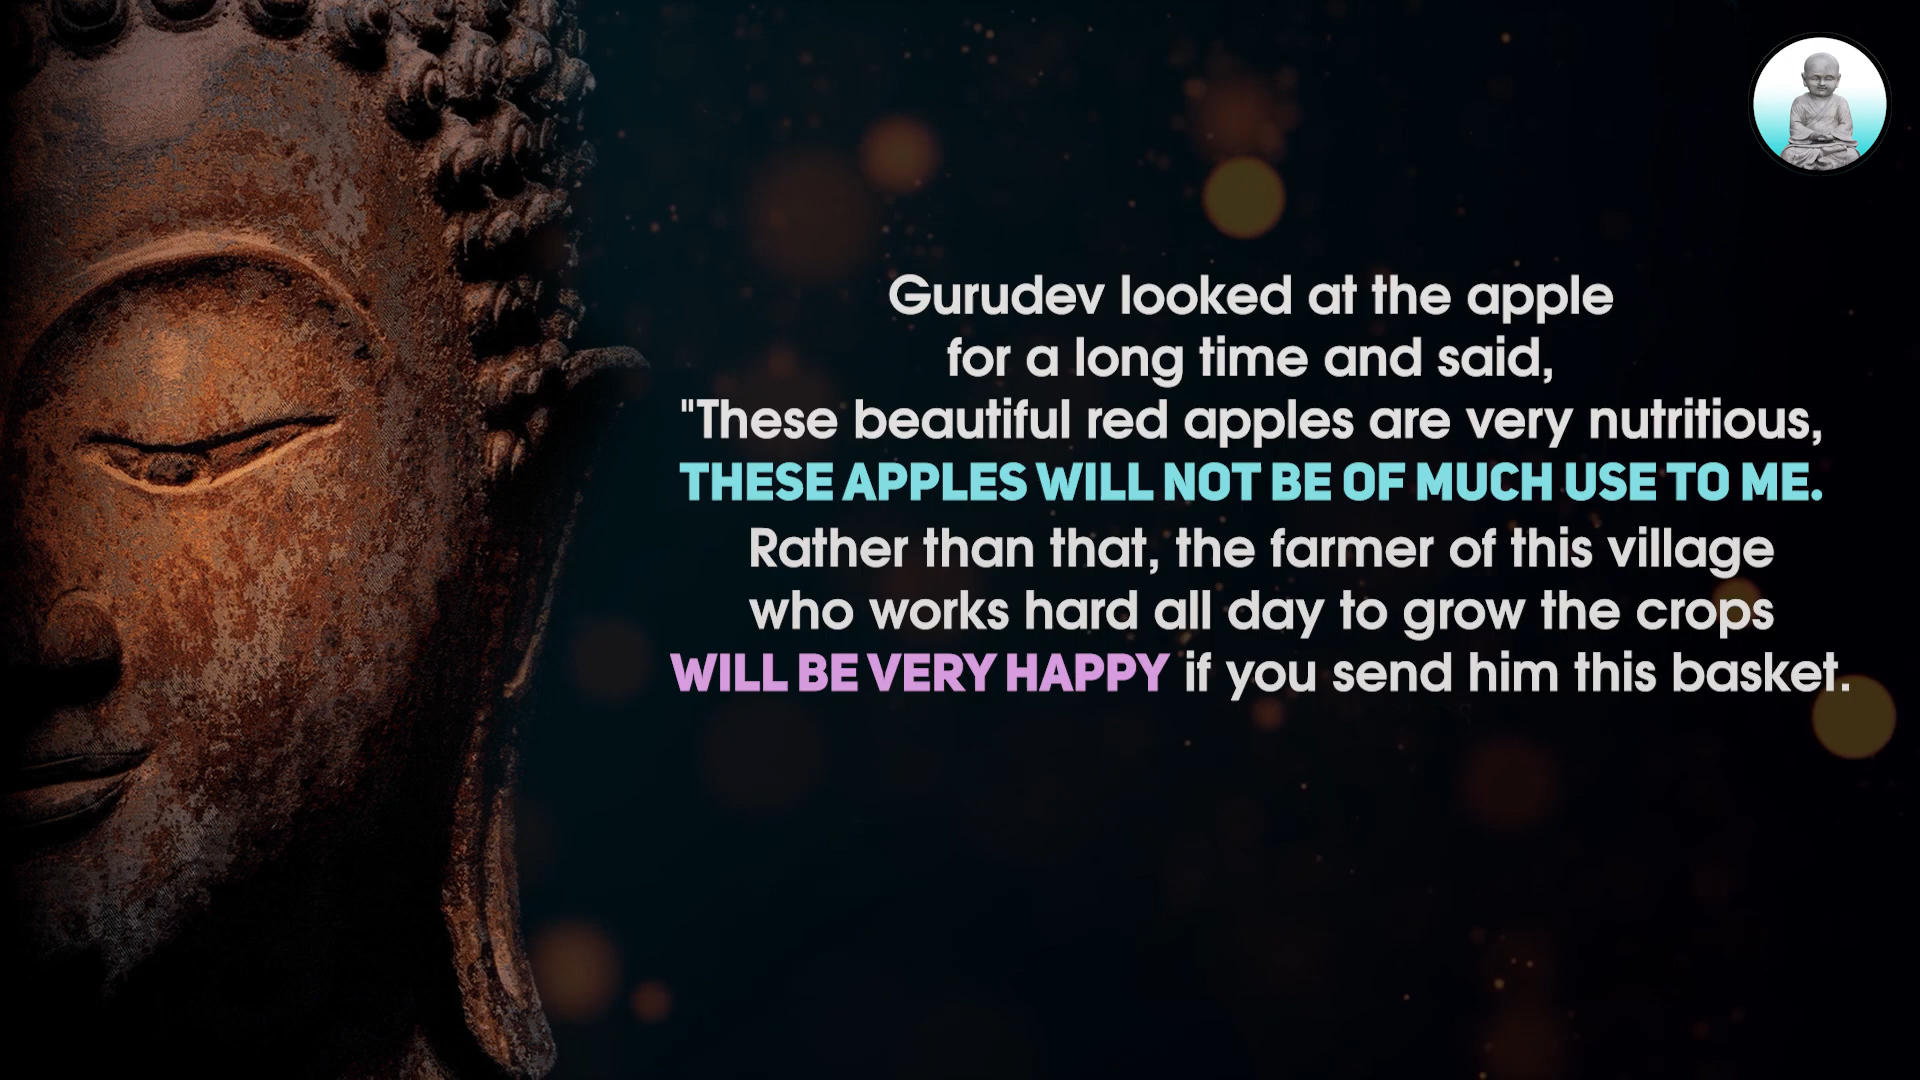 Gurudev looked at the apple
for a long time and said,
"These beautiful red apples are very nutritious,
THESE APPLES WILL NOT BE OF MUCH USE TO ME.
Rather than that, the farmer of this village
who works hard all day to grow the crops
WILL BE VERY HAPPY if you send him this basket.